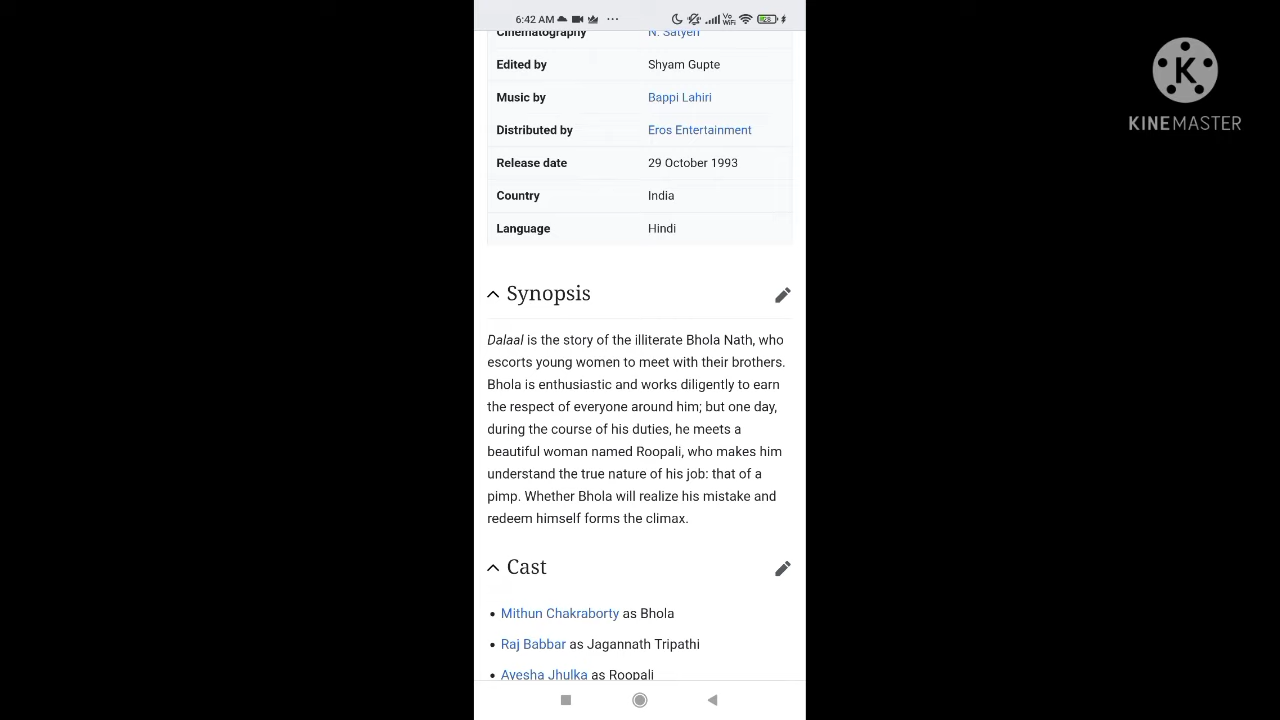 6:42 AM
KINEMASTER
Cinematography N. Satyen
Edited by Shyam Gupte
Music by Bappi Lahiri
Distributed by Eros Entertainment
Release date 29 October 1993
Country India
Language Hindi
Synopsis
Dalaal is the story of the illiterate Bhola Nath, who
escorts young women to meet with their brothers.
Bhola is enthusiastic and works diligently to earn
the respect of everyone around him; but one day,
during the course of his duties, he meets a
beautiful woman named Roopali, who makes him
understand the true nature of his job: that of a
pimp. Whether Bhola will realize his mistake and
redeem himself forms the climax.
Cast
• Mithun Chakraborty as Bhola
• Raj Babbar as Jagannath Tripathi
• Ayesha Jhulka as Roopali